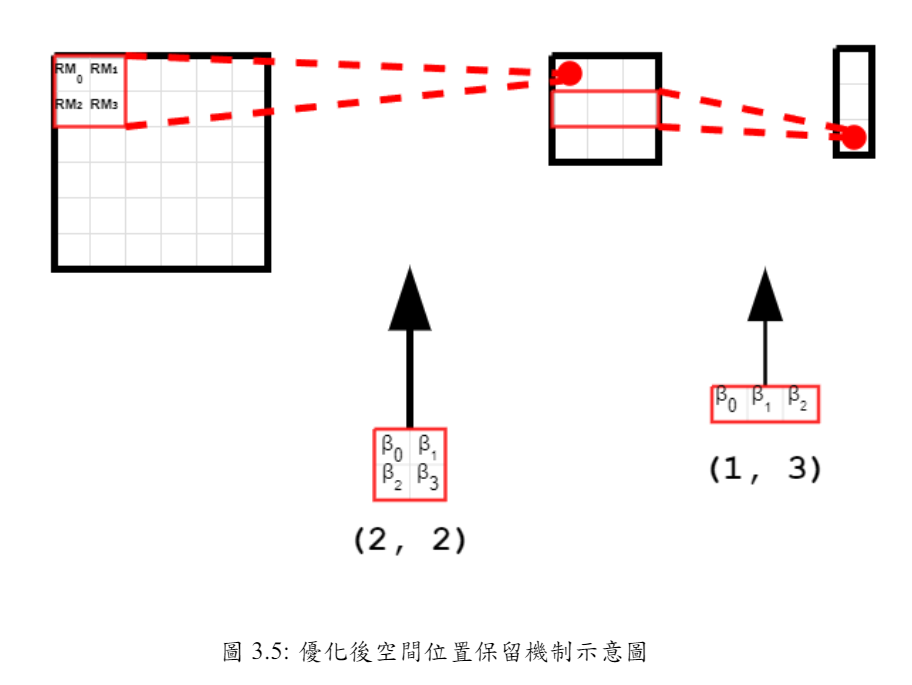 RM₀ RM₁
RM₂ RM₃
β₀ β₁ β₂
(1, 3)
β₀ β₁
β₂ β₃
(2, 2)
圖 3.5: 優化後空間位置保留機制示意圖